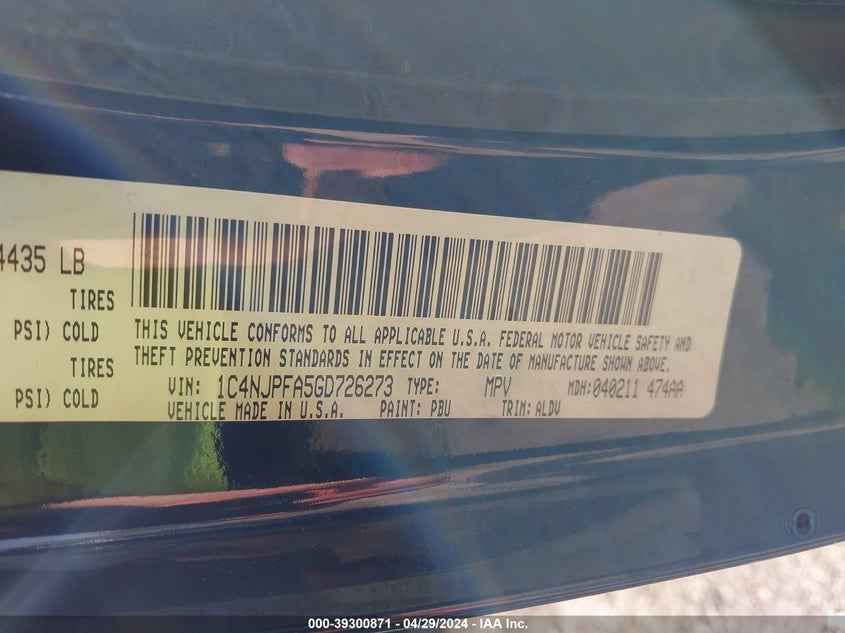 4435 LB
TIRES
PSI) COLD
TIRES
PSI) COLD
THIS VEHICLE CONFORMS TO ALL APPLICABLE U.S.A. FEDERAL MOTOR VEHICLE SAFETY AND
THEFT PREVENTION STANDARDS IN EFFECT ON THE DATE OF MANUFACTURE SHOWN ABOVE.
VIN: 1C4NJPFA5GD726273 TYPE: MPV MDH:040211 474AA
VEHICLE MADE IN U.S.A. PAINT: PBU TRIM: ALDV
000-39300871 / 04/29/2024 - IAA Inc.